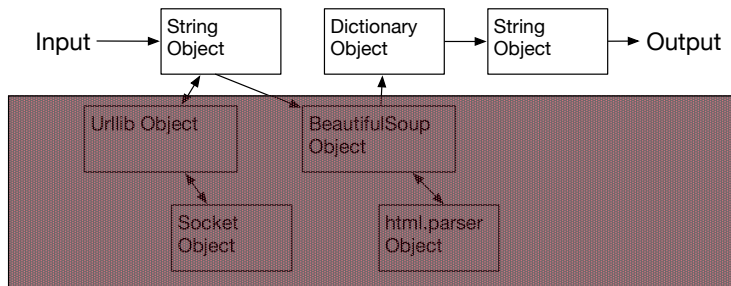 Input
String
Object
Dictionary
Object
String
Object
Output
Urllib Object
BeautifulSoup
Object
Socket
Object
html.parser
Object